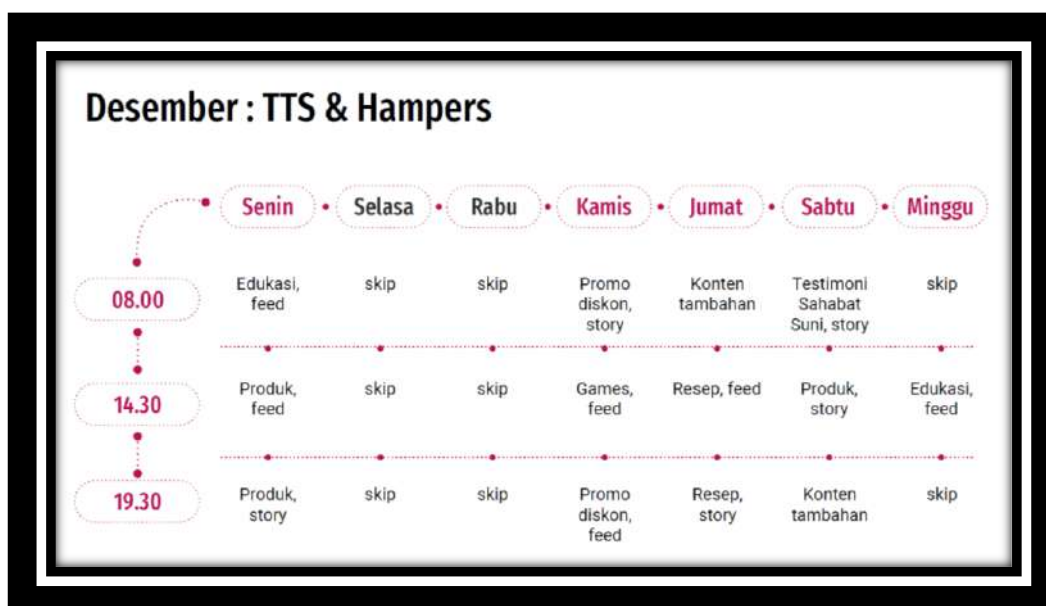 Desember : TTS & Hampers
Senin Selasa Rabu Kamis Jumat Sabtu Minggu
08.00
Edukasi,
feed
skip
skip
Promo
diskon,
story
Konten
tambahan
Testimoni
Sahabat
Suni, story
skip
14.30
Produk,
feed
skip
skip
Games,
feed
Resep, feed
Produk,
story
Edukasi,
feed
19.30
Produk,
story
skip
skip
Promo
diskon,
feed
Resep,
story
Konten
tambahan
skip